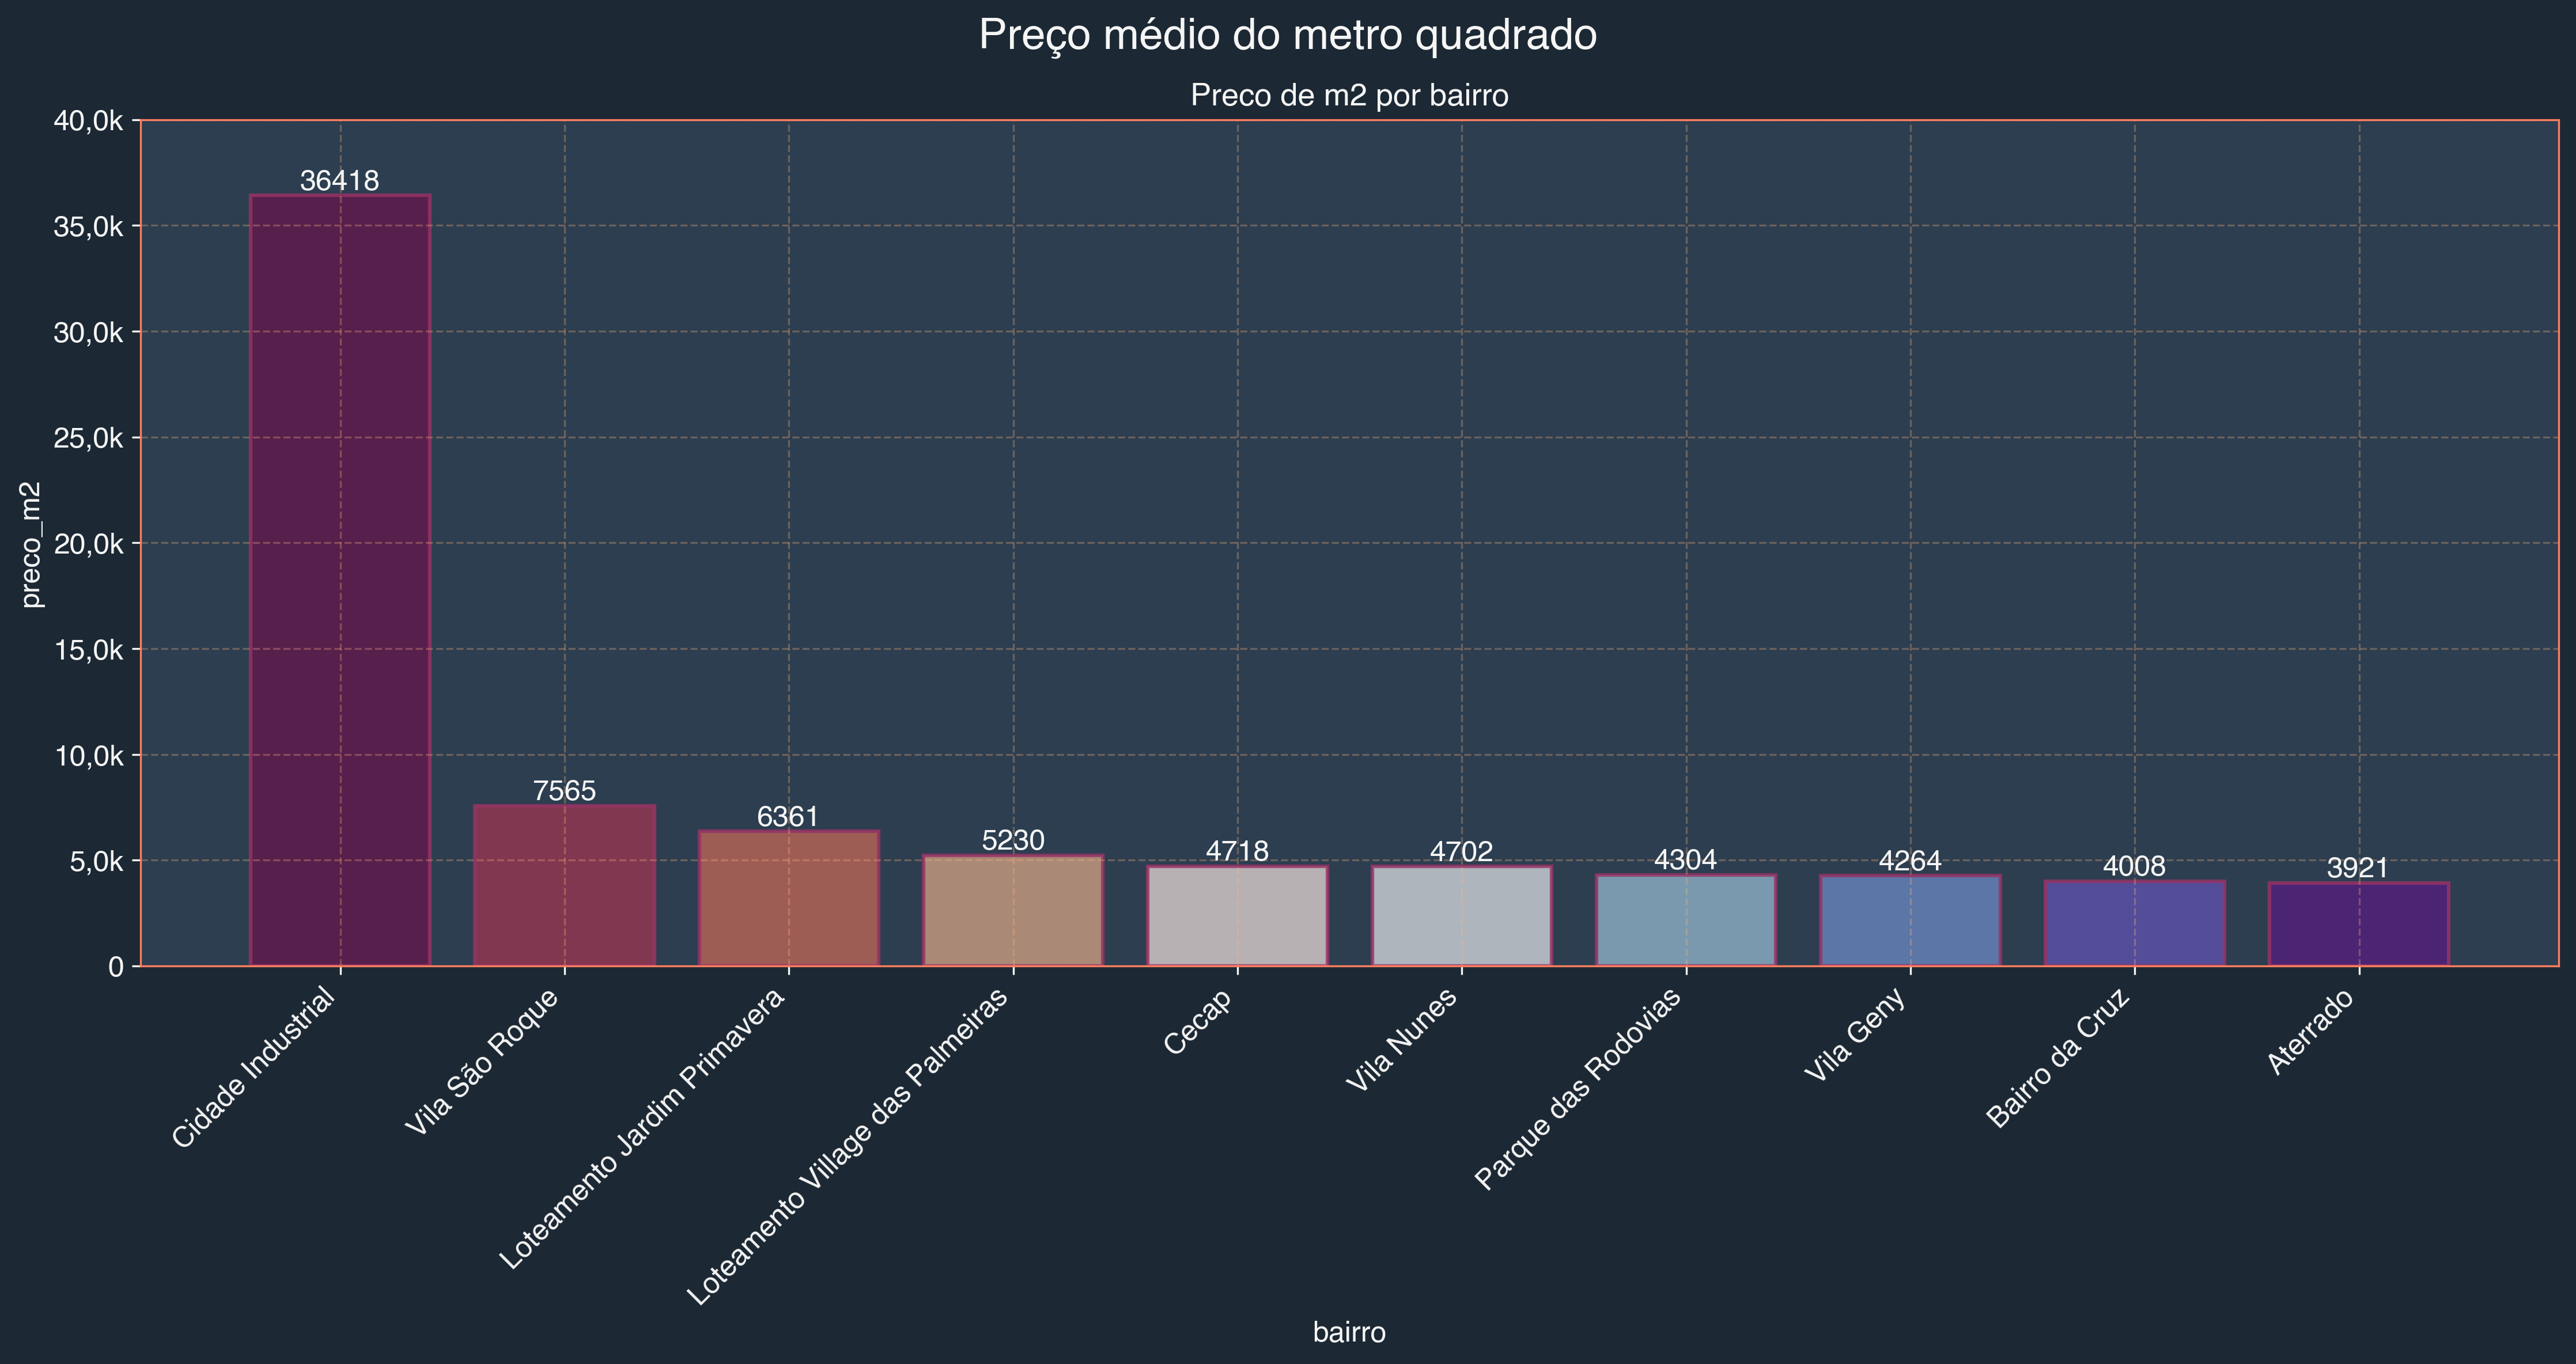 Preço médio do metro quadrado
Preco de m2 por bairro
40,0k
35,0k
30,0k
25,0k
20,0k
15,0k
10,0k
5,0k
0
preco_m2
36418
7565
6361
5230
4718
4702
4304
4264
4008
3921
Cidade Industrial
Vila São Roque
Loteamento Jardim Primavera
Loteamento Village das Palmeiras
Cecap
Vila Nunes
Parque das Rodovias
Vila Geny
Bairro da Cruz
Aterrado
bairro